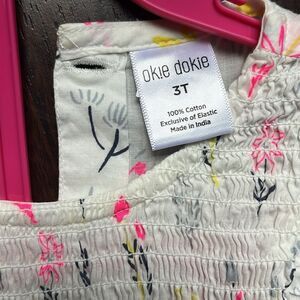 okie dokie
3T
100% Cotton
Exclusive of Elastic
Made in India